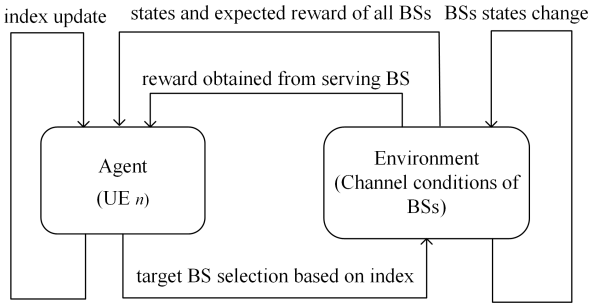 index update
states and expected reward of all BSs
BSs states change
reward obtained from serving BS
Agent
(UE n)
Environment
(Channel conditions of
BSs)
target BS selection based on index